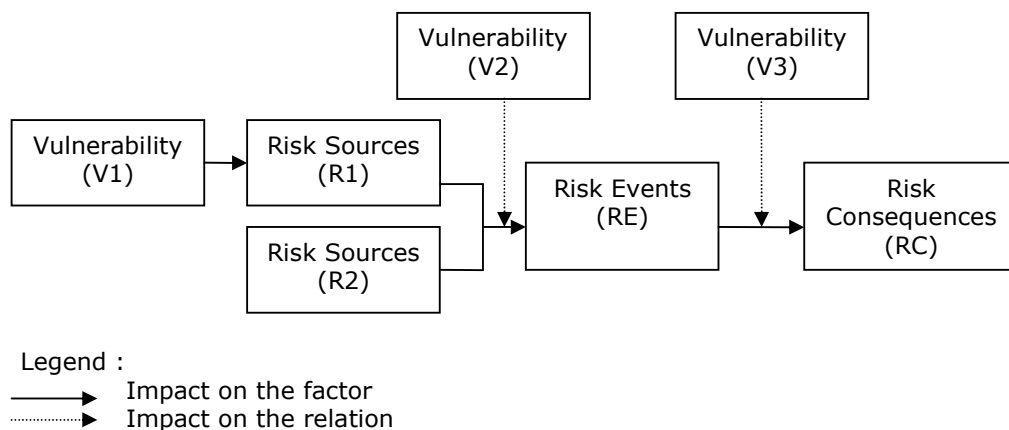 Vulnerability
(V2)
Vulnerability
(V3)
Vulnerability
(V1)
Risk Sources
(R1)
Risk Events
(RE)
Risk
Consequences
(RC)
Risk Sources
(R2)
Legend :
Impact on the factor
Impact on the relation